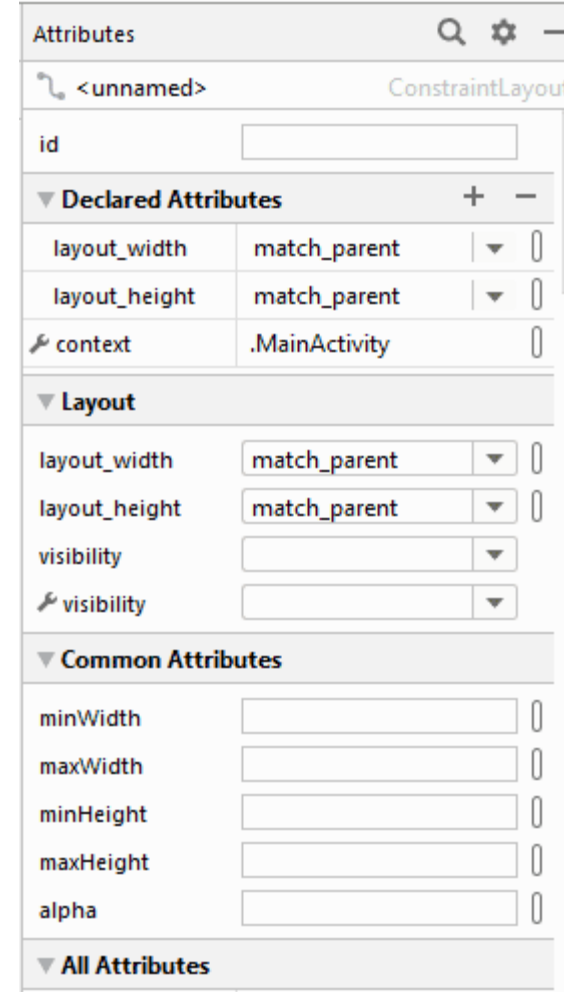 Attributes
<unnamed> ConstraintLayout
id
Declared Attributes
layout_width match_parent
layout_height match_parent
context .MainActivity
Layout
layout_width match_parent
layout_height match_parent
visibility
visibility
Common Attributes
minWidth
maxWidth
minHeight
maxHeight
alpha
All Attributes